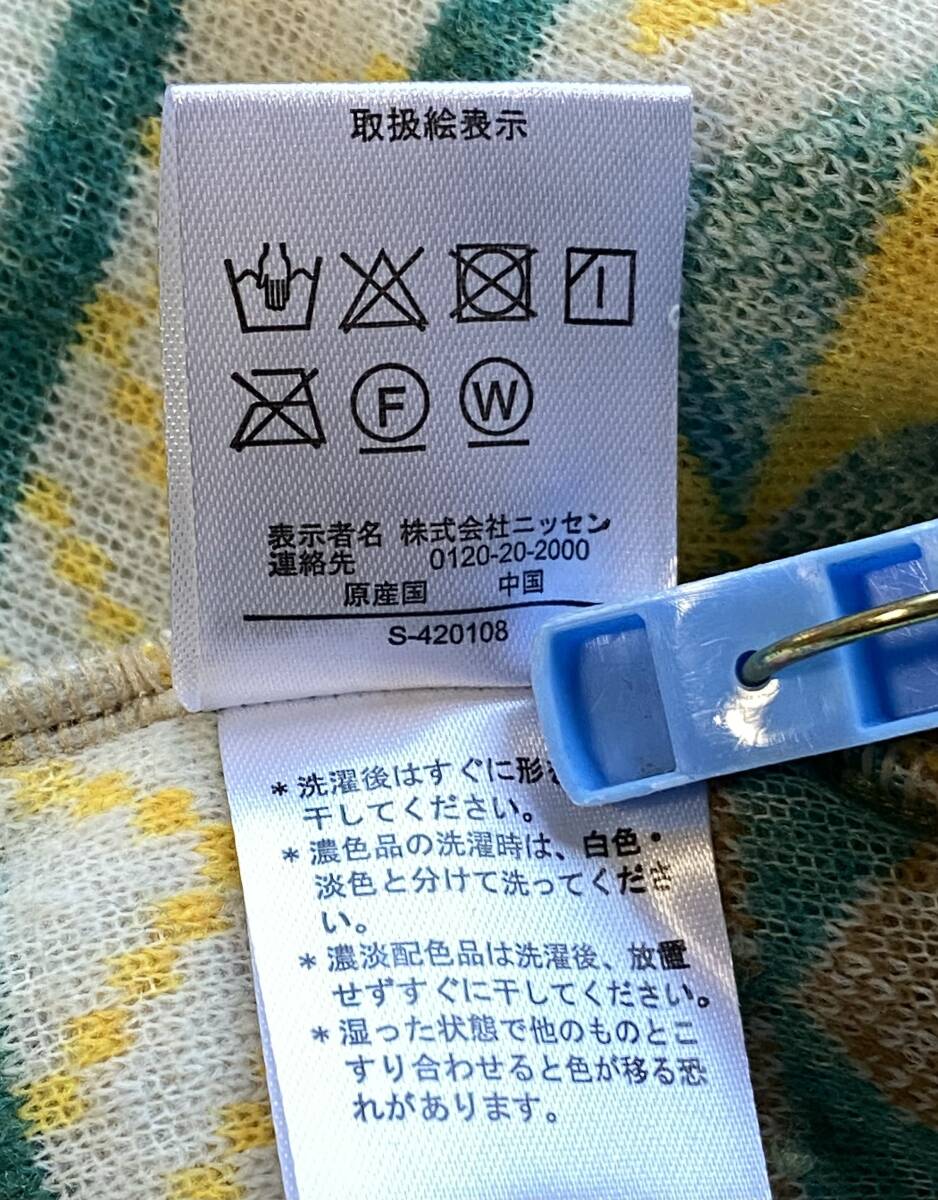 取扱絵表示
F W
表示者名 株式会社ニッセン
連絡先 0120-20-2000
原産国 中国
S-420108
*洗濯後はすぐに形
干してください。
*濃色品の洗濯時は、白色・
淡色と分けて洗ってくださ
い。
*濃淡配色品は洗濯後、放置
せずすぐに干してください。
*湿った状態で他のものとこ
すり合わせると色が移る恐
れがあります。